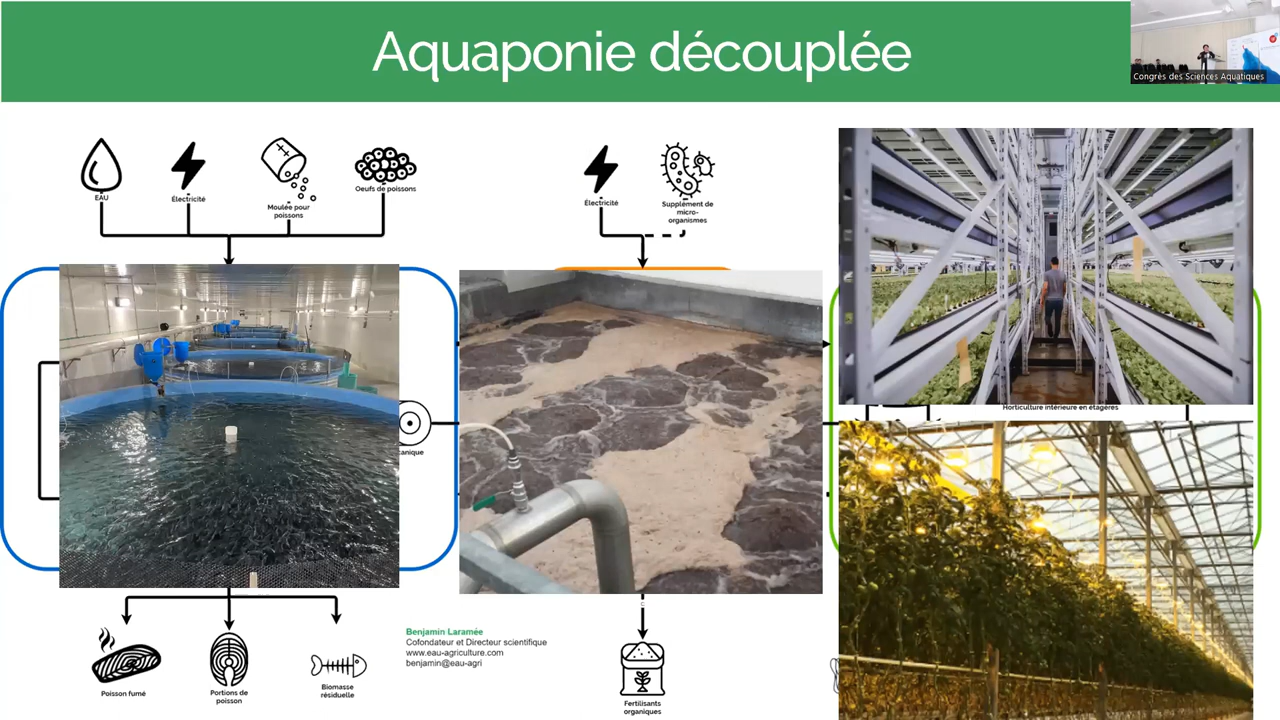 Aquaponie découplée
Congrès des Sciences Aquatiques
EAU
Électricité
Moulée pour
poissons
Oeufs de poissons
Électricité
Supplément de
micro-
organismes
Horticulture intérieure en étagères
Benjamin Laramée
Cofondateur et Directeur scientifique
www.eau-agriculture.com
benjamin@eau-agri
Poisson fumé
Portions de
poisson
Biomasse
résiduelle
Fertilisants
organiques